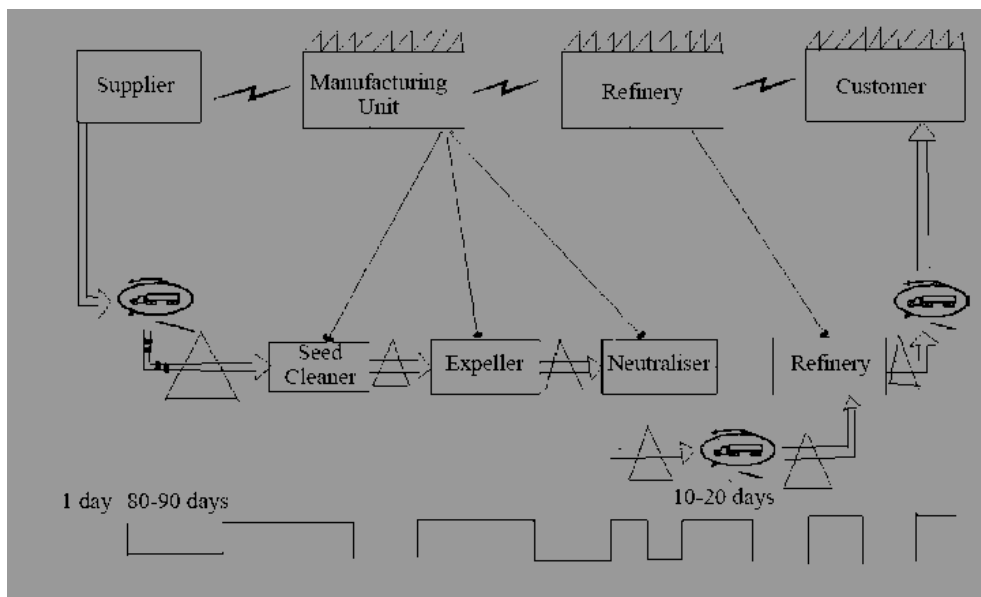 Supplier
Manufacturing
Unit
Refinery
Customer
Seed
Cleaner
Expeller
Neutraliser
Refinery
1 day 80-90 days
10-20 days